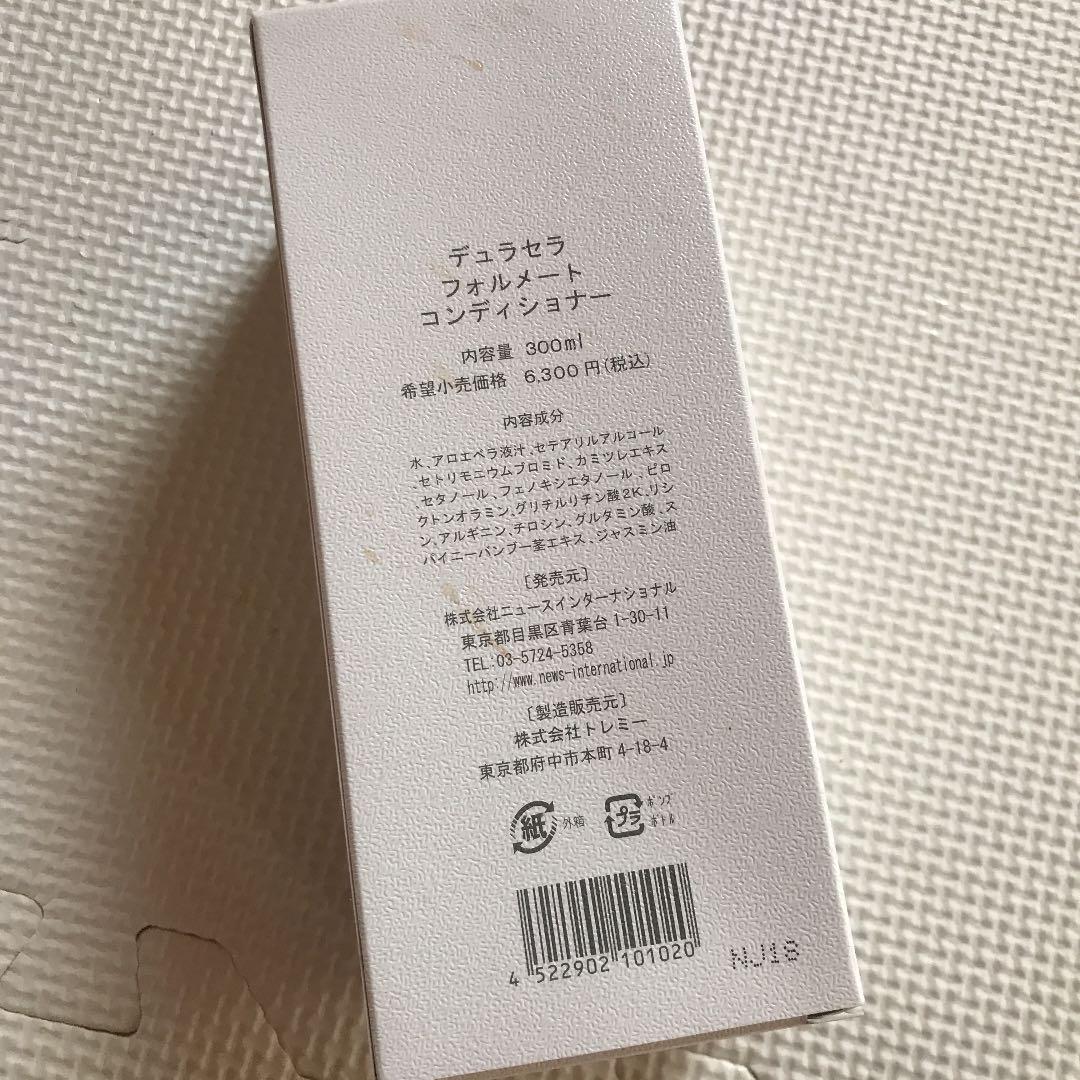 デュラセラ
フォルメート
コンディショナー
内容量 300ml
希望小売価格 6,300円(税込)
内容成分
水、アロエベラ液汁、セテアリルアルコール
、セトリモニウムブロミド、カミツレエキス
、セタノール、フェノキシエタノール、ピロ
クトンオラミン、グリチルリチン酸2K、リシ
ン、アルギニン、チロシン、グルタミン酸、ス
パイニーバンブー茎エキス、ジャスミン油
［発売元］
株式会社ニュースインターナショナル
東京都目黒区青葉台1-30-11
TEL:03-5724-5358
http://www.news-international.jp
［製造販売元］
株式会社トレミー
東京都府中市本町4-18-4
紙 外箱 プラ ポンプ
ボトル
4 522902 101020
NJ18